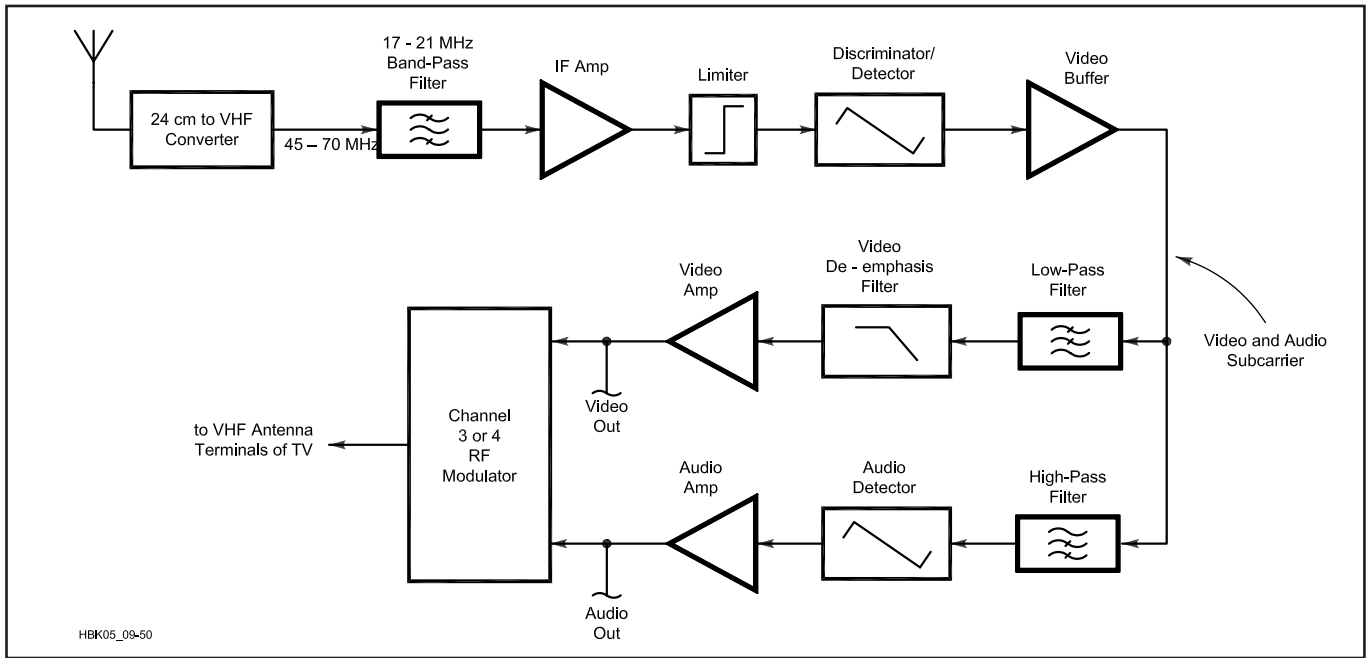 17 - 21 MHz
Band-Pass
Filter
IF Amp
Limiter
Discriminator/
Detector
Video
Buffer
24 cm to VHF
Converter
45 – 70 MHz
Video
Amp
Video
De - emphasis
Filter
Low-Pass
Filter
Video and Audio
Subcarrier
Video
Out
Channel
3 or 4
RF
Modulator
to VHF Antenna
Terminals of TV
Audio
Amp
Audio
Detector
High-Pass
Filter
Audio
Out
HBK05_09-50